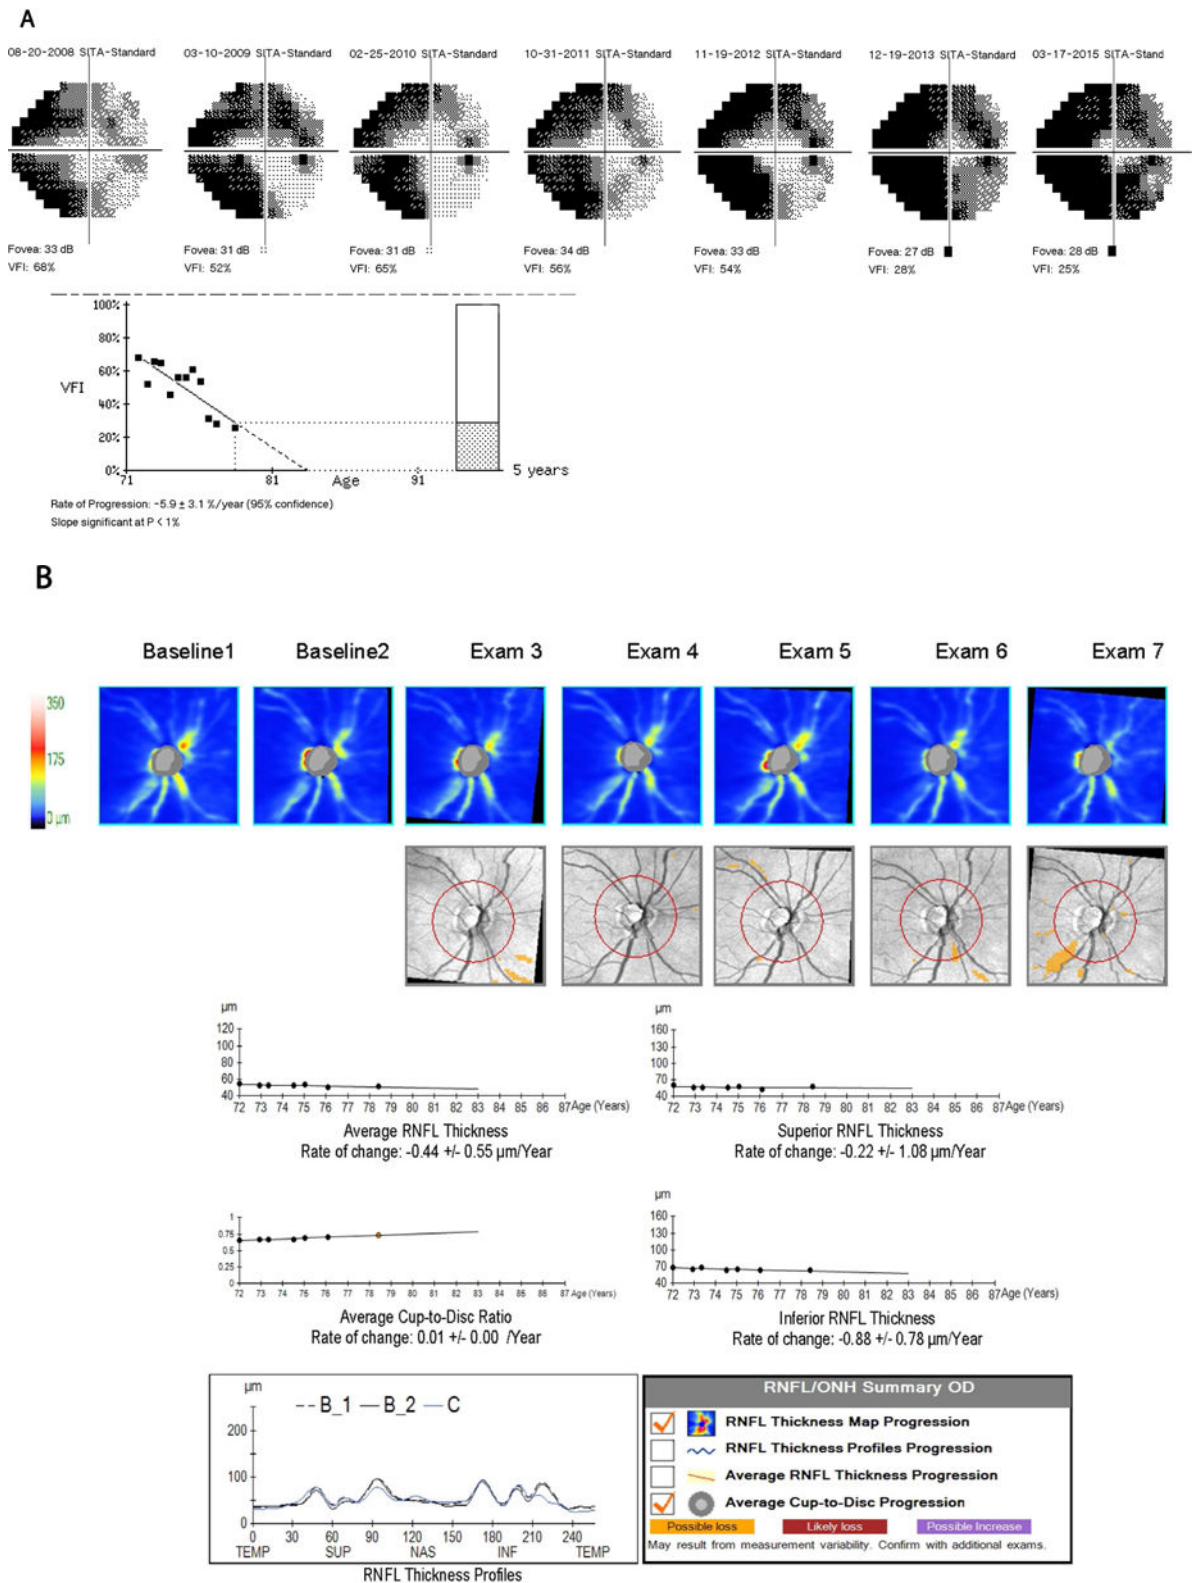 A
08-20-2008 SITA-Standard 03-10-2009 SITA-Standard 02-25-2010 SITA-Standard 10-31-2011 SITA-Standard 11-19-2012 SITA-Standard 12-19-2013 SITA-Standard 03-17-2015 SITA-Stand
Fovea: 33 dB Fovea: 31 dB Fovea: 31 dB Fovea: 34 dB Fovea: 33 dB Fovea: 27 dB Fovea: 28 dB
VFI: 68% VFI: 52% VFI: 65% VFI: 56% VFI: 54% VFI: 28% VFI: 25%
100%
80%
60%
VFI
40%
20%
0%
71 81 Age 91
5 years
Rate of Progression: -5.9 ± 3.1 %/year (95% confidence)
Slope significant at P < 1%
B
Baseline1 Baseline2 Exam 3 Exam 4 Exam 5 Exam 6 Exam 7
350
175
0 µm
µm
120
100
80
60
40
72 73 74 75 76 77 78 79 80 81 82 83 84 85 86 87 Age (Years)
Average RNFL Thickness
Rate of change: -0.44 +/- 0.55 µm/Year
µm
160
130
100
70
40
72 73 74 75 76 77 78 79 80 81 82 83 84 85 86 87 Age (Years)
Superior RNFL Thickness
Rate of change: -0.22 +/- 1.08 µm/Year
1
0.75
0.5
0.25
0
72 73 74 75 76 77 78 79 80 81 82 83 84 85 86 87 Age (Years)
Average Cup-to-Disc Ratio
Rate of change: 0.01 +/- 0.00 /Year
µm
160
130
100
70
40
72 73 74 75 76 77 78 79 80 81 82 83 84 85 86 87 Age (Years)
Inferior RNFL Thickness
Rate of change: -0.88 +/- 0.78 µm/Year
µm
B_1 B_2 C
200
100
0
0 30 60 90 120 150 180 210 240
TEMP SUP NAS INF TEMP
RNFL Thickness Profiles
RNFL/ONH Summary OD
RNFL Thickness Map Progression
RNFL Thickness Profiles Progression
Average RNFL Thickness Progression
Average Cup-to-Disc Progression
Possible loss Likely loss Possible Increase
May result from measurement variability. Confirm with additional exams.